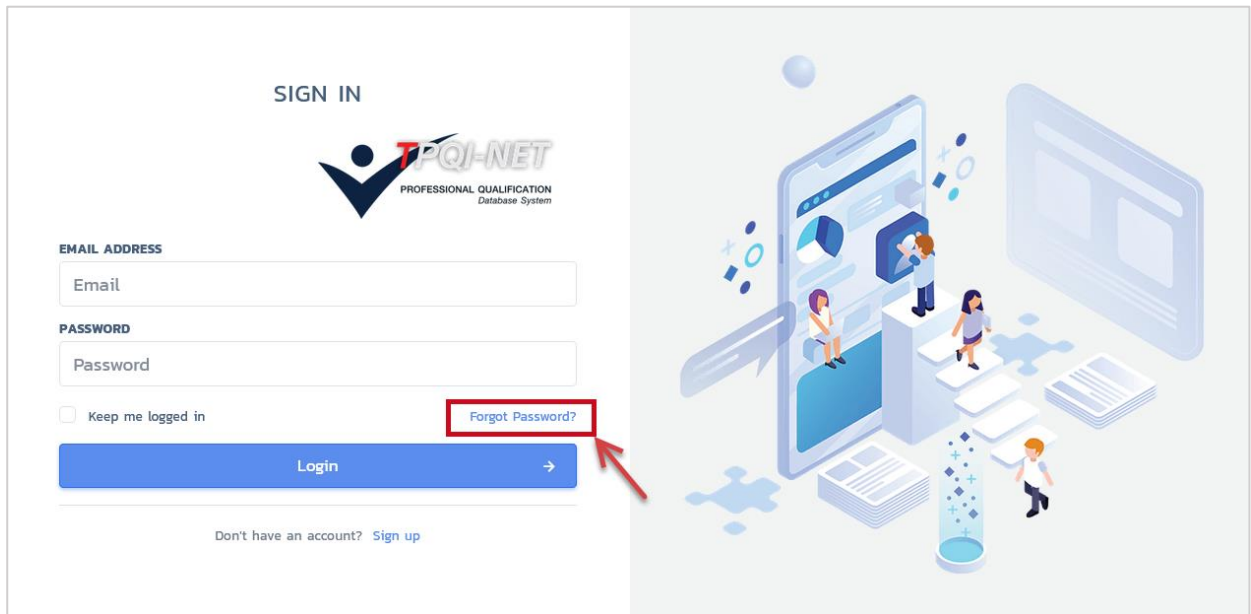 SIGN IN
TPQI-NET
PROFESSIONAL QUALIFICATION
Database System
EMAIL ADDRESS
Email
PASSWORD
Password
Keep me logged in
Forgot Password?
Login
Don't have an account? Sign up